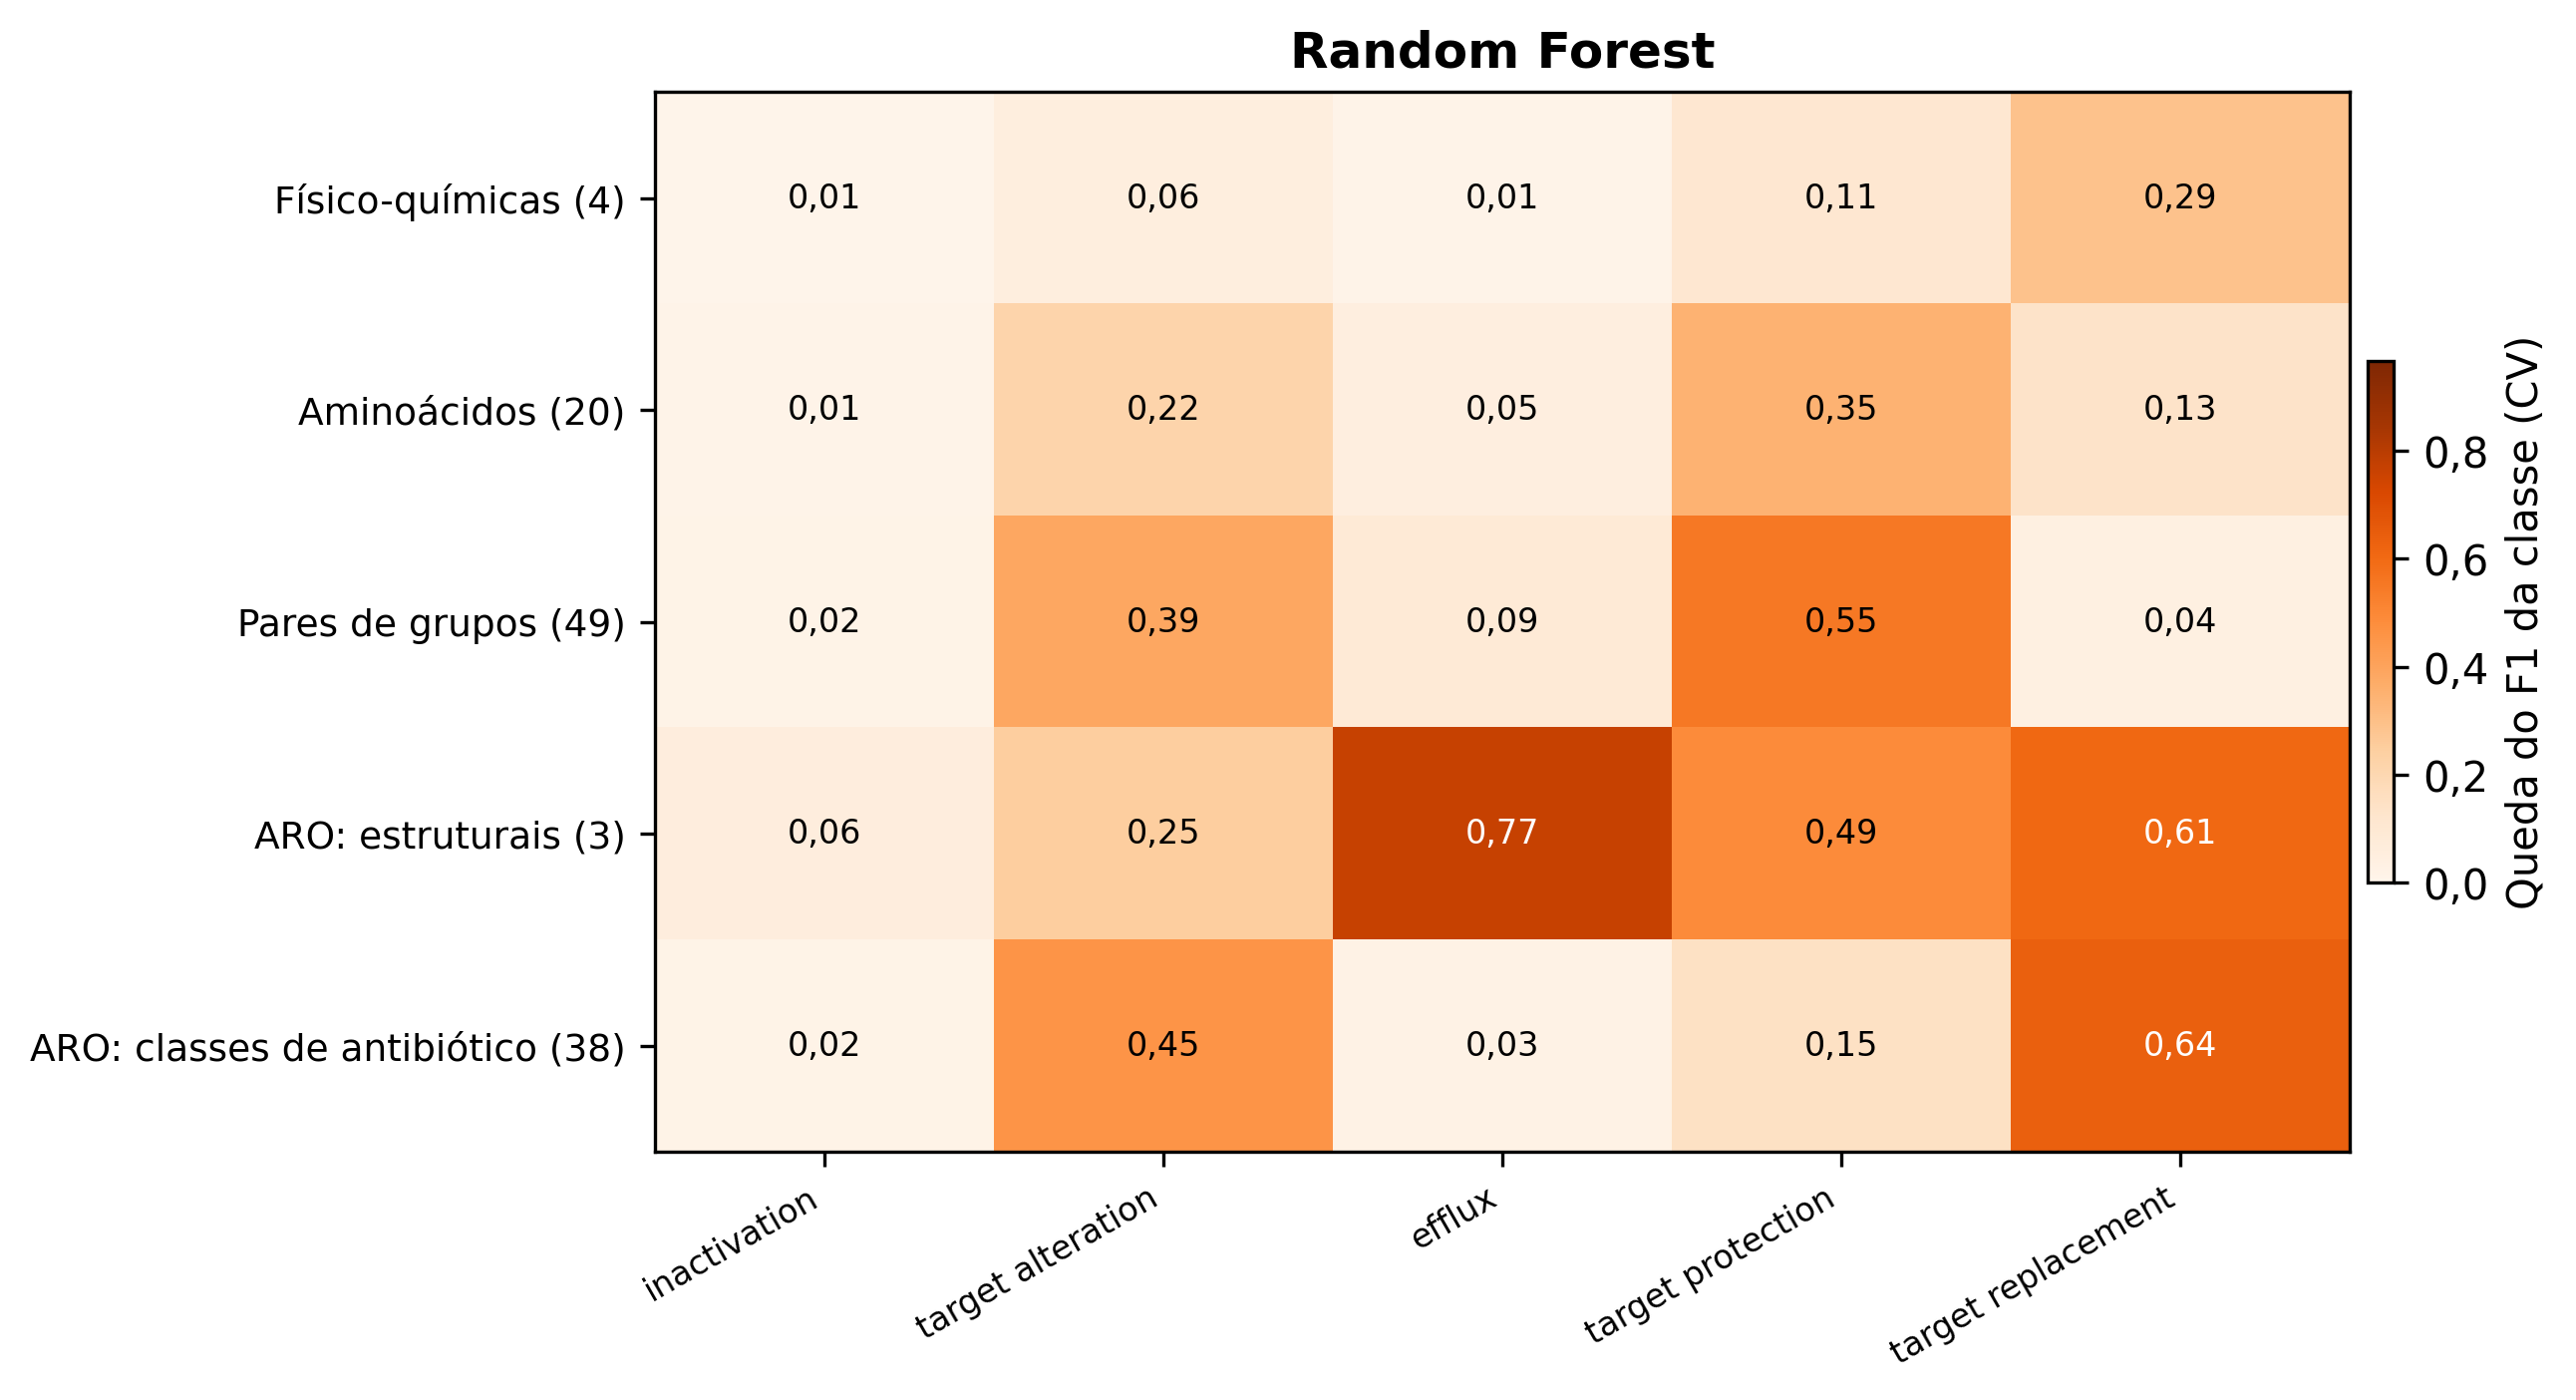 Random Forest
Físico-químicas (4)
0,01 0,06 0,01 0,11 0,29
Aminoácidos (20)
0,01 0,22 0,05 0,35 0,13
Pares de grupos (49)
0,02 0,39 0,09 0,55 0,04
ARO: estruturais (3)
0,06 0,25 0,77 0,49 0,61
ARO: classes de antibiótico (38)
0,02 0,45 0,03 0,15 0,64
inactivation
target alteration
efflux
target protection
target replacement
0,8
0,6
0,4
0,2
0,0
Queda do F1 da classe (CV)